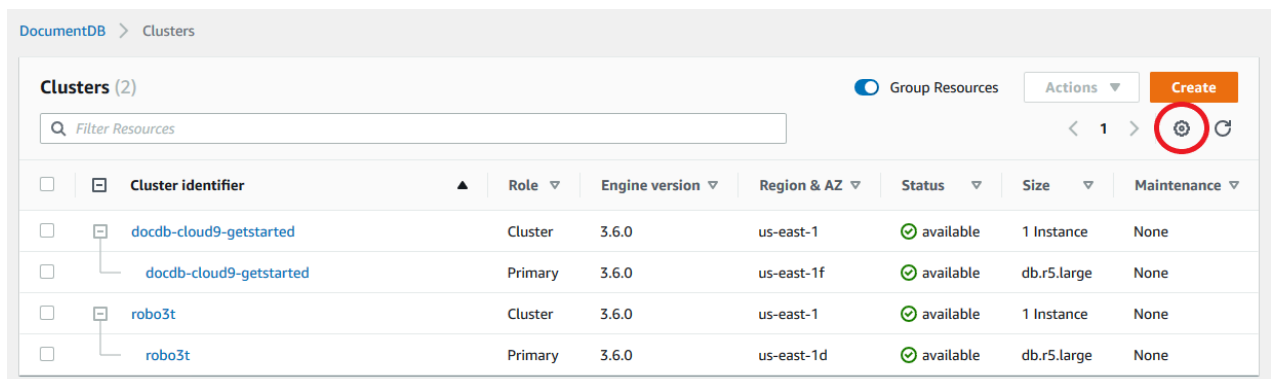 DocumentDB > Clusters
Clusters (2) Group Resources Actions Create
Filter Resources < 1 >
Cluster identifier Role Engine version Region & AZ Status Size Maintenance
docdb-cloud9-getstarted Cluster 3.6.0 us-east-1 available 1 Instance None
docdb-cloud9-getstarted Primary 3.6.0 us-east-1f available db.r5.large None
robo3t Cluster 3.6.0 us-east-1 available 1 Instance None
robo3t Primary 3.6.0 us-east-1d available db.r5.large None